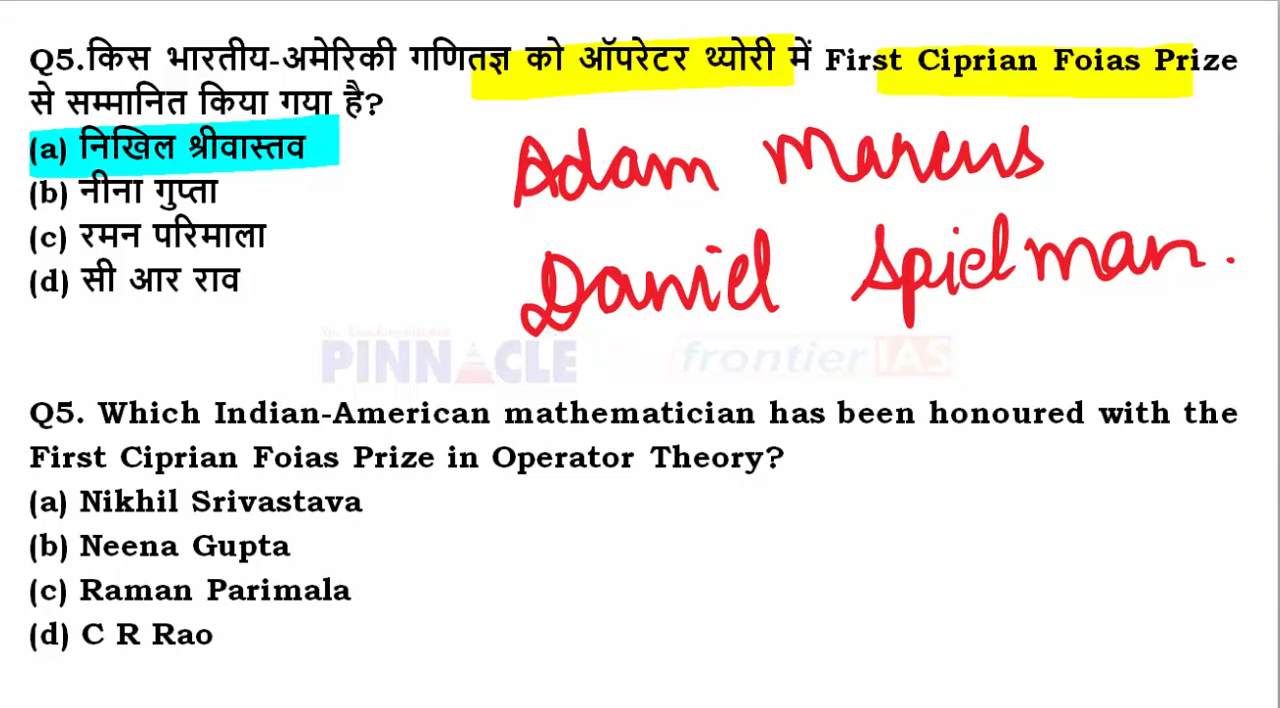 Q5.किस भारतीय-अमेरिकी गणितज्ञ को ऑपरेटर थ्योरी में First Ciprian Foias Prize
से सम्मानित किया गया है?
(a) निखिल श्रीवास्तव
(b) नीना गुप्ता
(c) रमन परिमाला
(d) सी आर राव
Adam Marcus
Daniel Spielman.
PINNACLE frontier IAS
Q5. Which Indian-American mathematician has been honoured with the
First Ciprian Foias Prize in Operator Theory?
(a) Nikhil Srivastava
(b) Neena Gupta
(c) Raman Parimala
(d) C R Rao